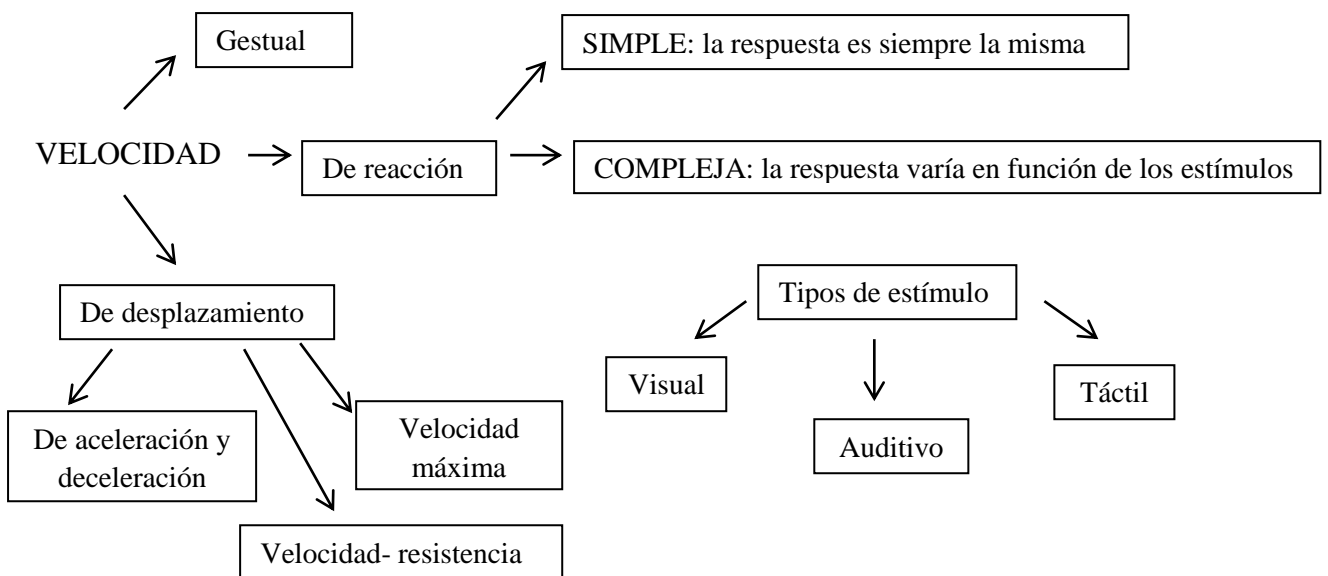 Gestual
SIMPLE: la respuesta es siempre la misma
VELOCIDAD
De reacción
COMPLEJA: la respuesta varía en función de los estímulos
De desplazamiento
Tipos de estímulo
Visual
Táctil
Auditivo
De aceleración y
deceleración
Velocidad
máxima
Velocidad- resistencia